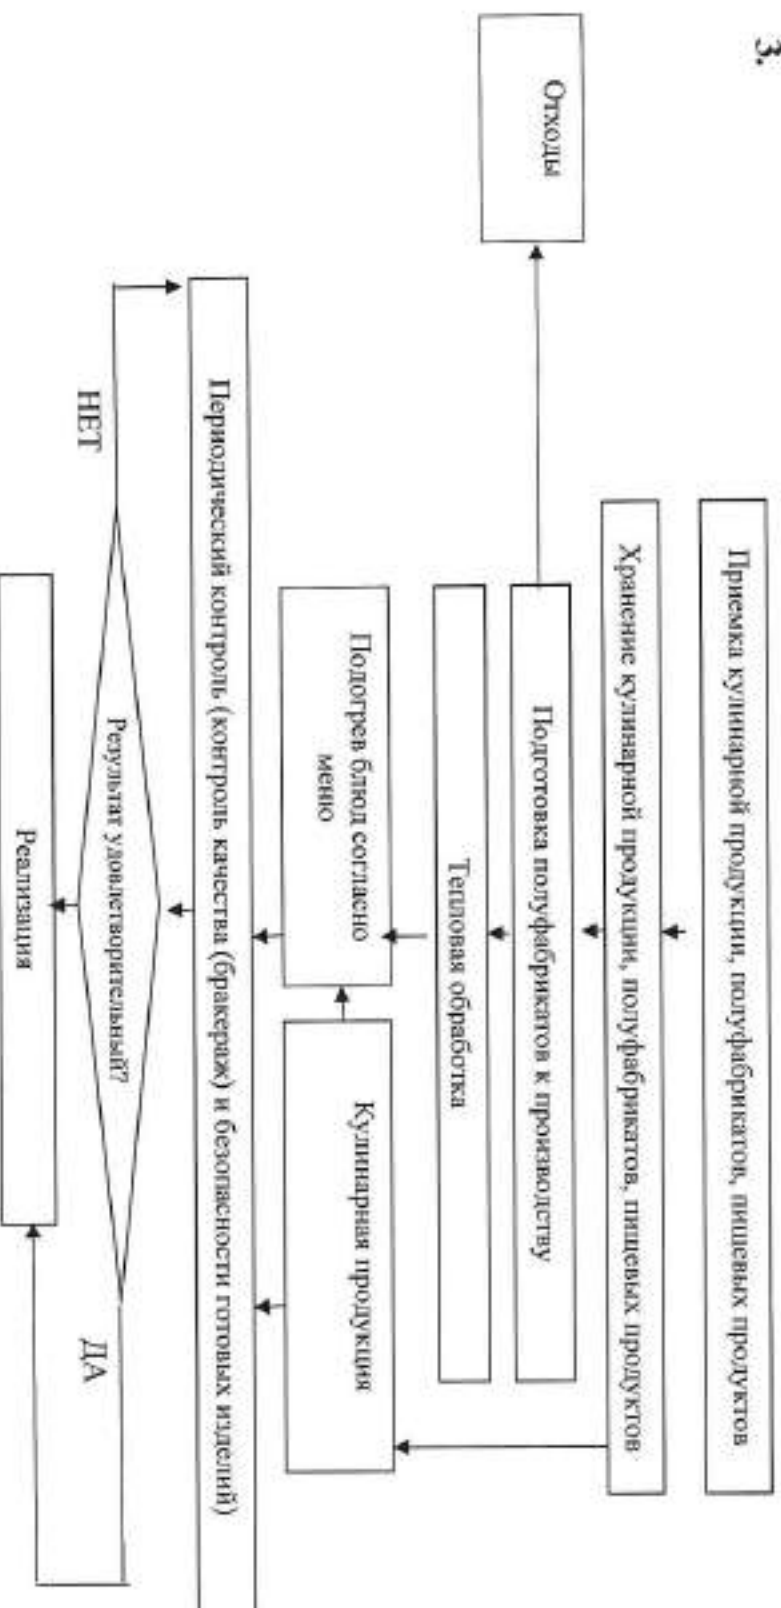 3.
Приемка кулинарной продукции, полуфабрикатов, пищевых продуктов
Хранение кулинарной продукции, полуфабрикатов, пищевых продуктов
Отходы
Подготовка полуфабрикатов к производству
Тепловая обработка
Подогрев блюд согласно
меню
Кулинарная продукция
Периодический контроль (контроль качества (бракераж) и безопасности готовых изделий)
НЕТ
Результат удовлетворительный?
ДА
Реализация